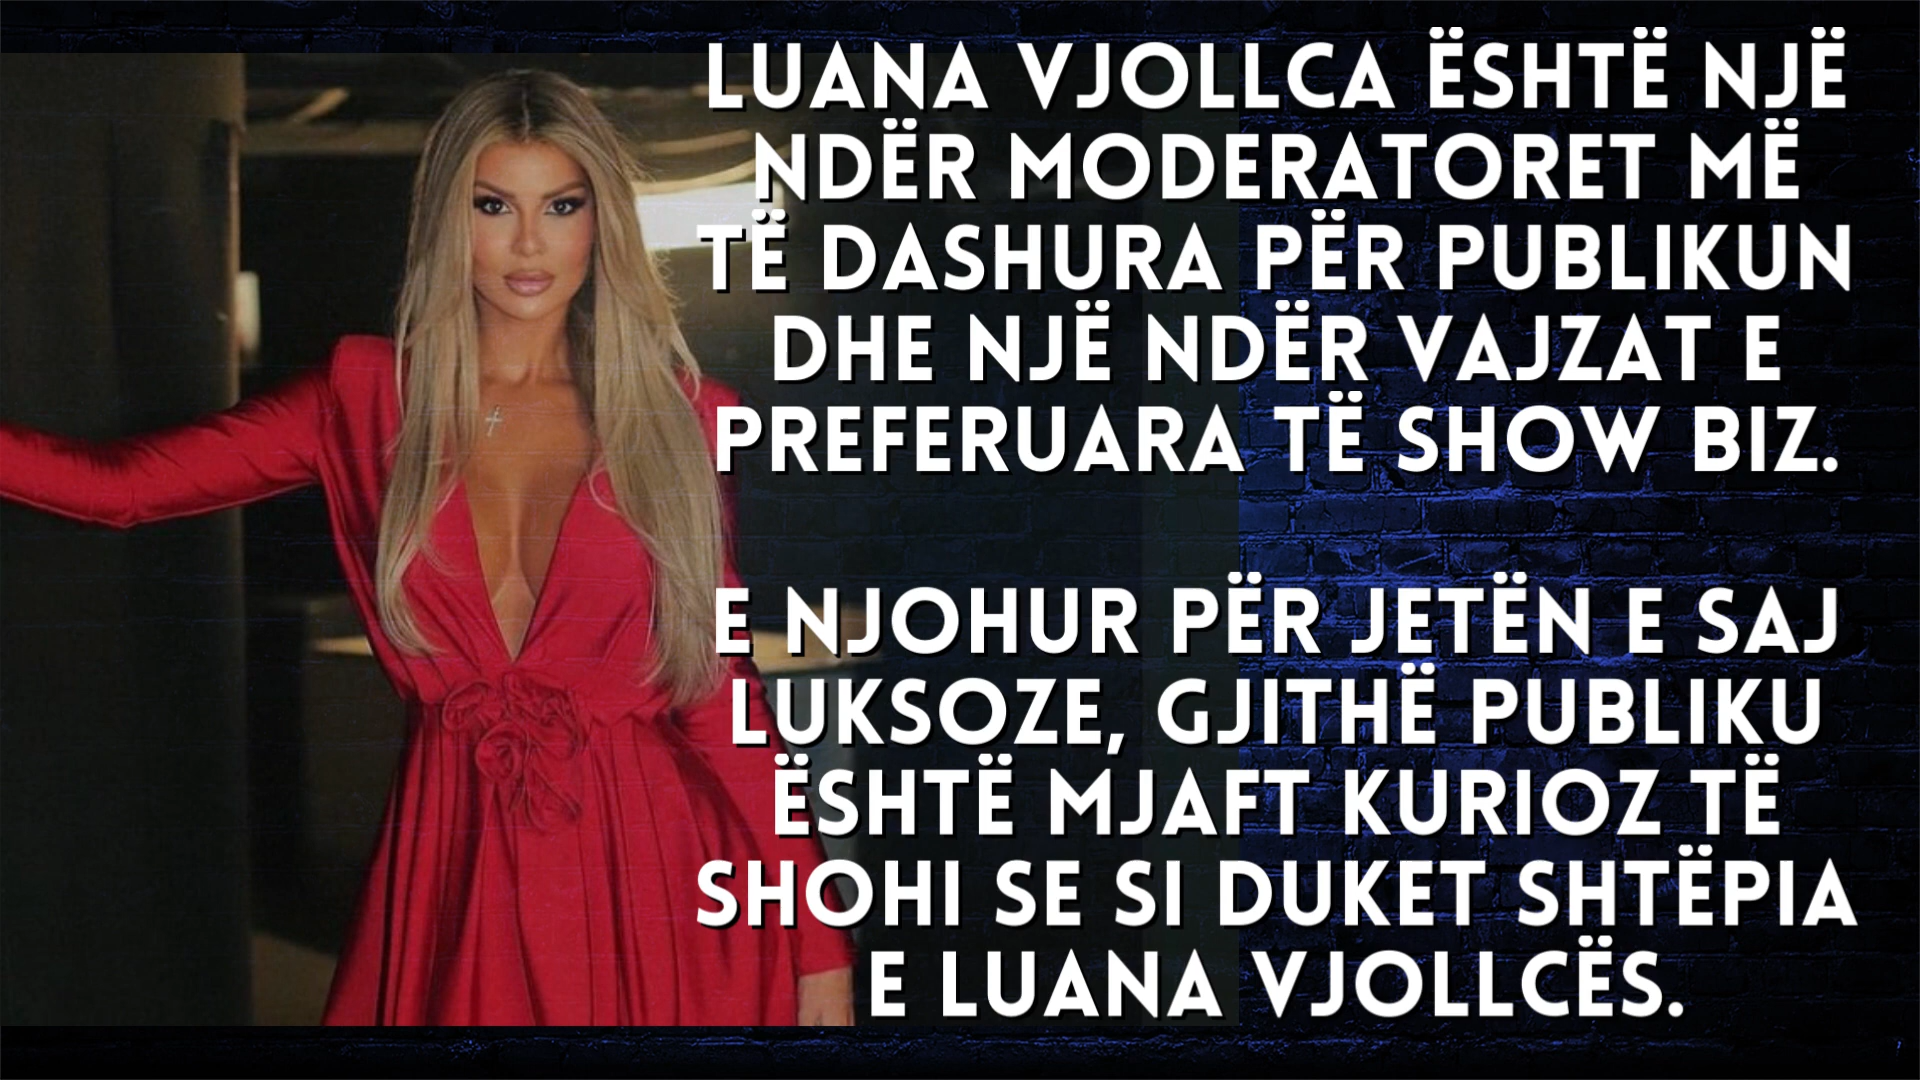 LUANA VJOLLCA ËSHTË NJË
NDËR MODERATORET MË
TË DASHURA PËR PUBLIKUN
DHE NJË NDËR VAJZAT E
PREFERUARA TË SHOW BIZ.
E NJOHUR PËR JETËN E SAJ
LUKSOZE, GJITHË PUBLIKU
ËSHTË MJAFT KURIOZ TË
SHOHI SE SI DUKET SHTËPIA
E LUANA VJOLLCËS.